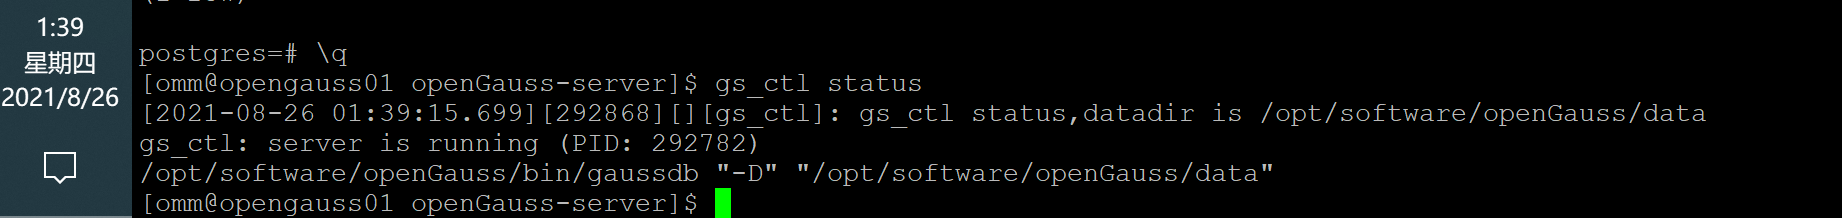 1:39
星期四
2021/8/26
postgres=# \q
[omm@opengauss01 openGauss-server]$ gs_ctl status
[2021-08-26 01:39:15.699][292868][][gs_ctl]: gs_ctl status,datadir is /opt/software/openGauss/data
gs_ctl: server is running (PID: 292782)
/opt/software/openGauss/bin/gaussdb "-D" "/opt/software/openGauss/data"
[omm@opengauss01 openGauss-server]$